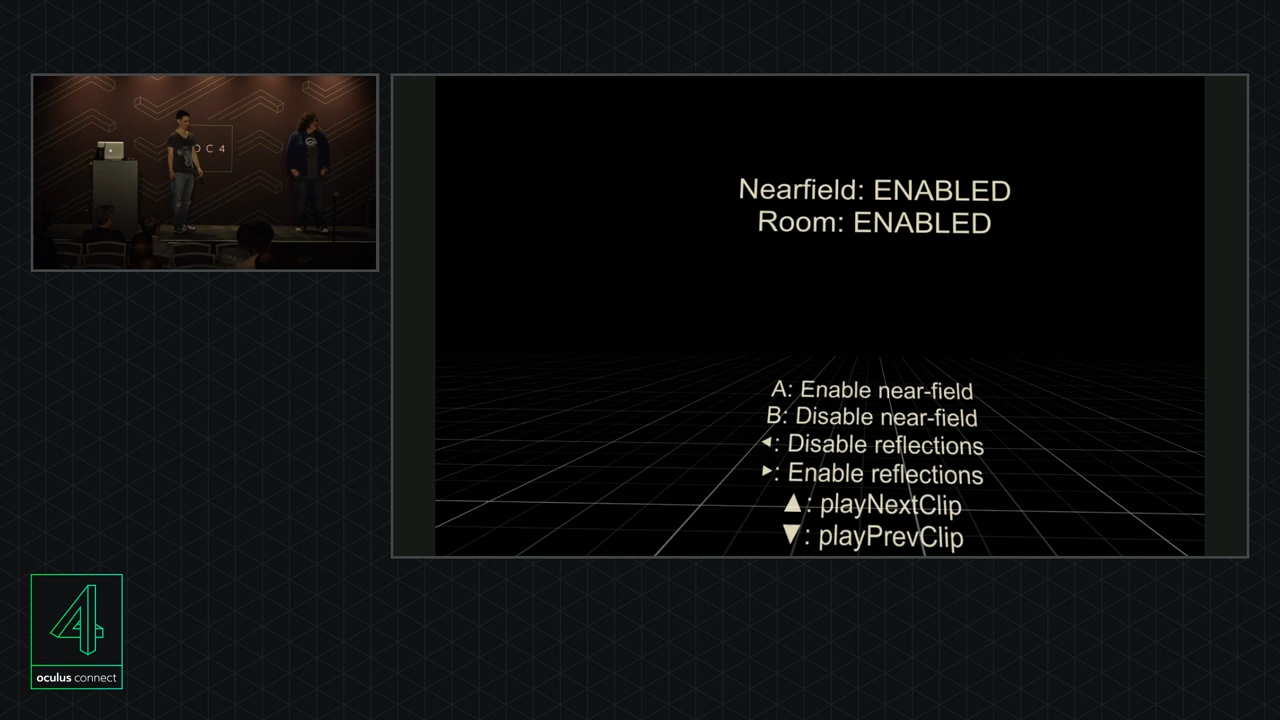 OC4
Nearfield: ENABLED
Room: ENABLED
A: Enable near-field
B: Disable near-field
◄: Disable reflections
►: Enable reflections
▲: playNextClip
▼: playPrevClip
4
oculus connect